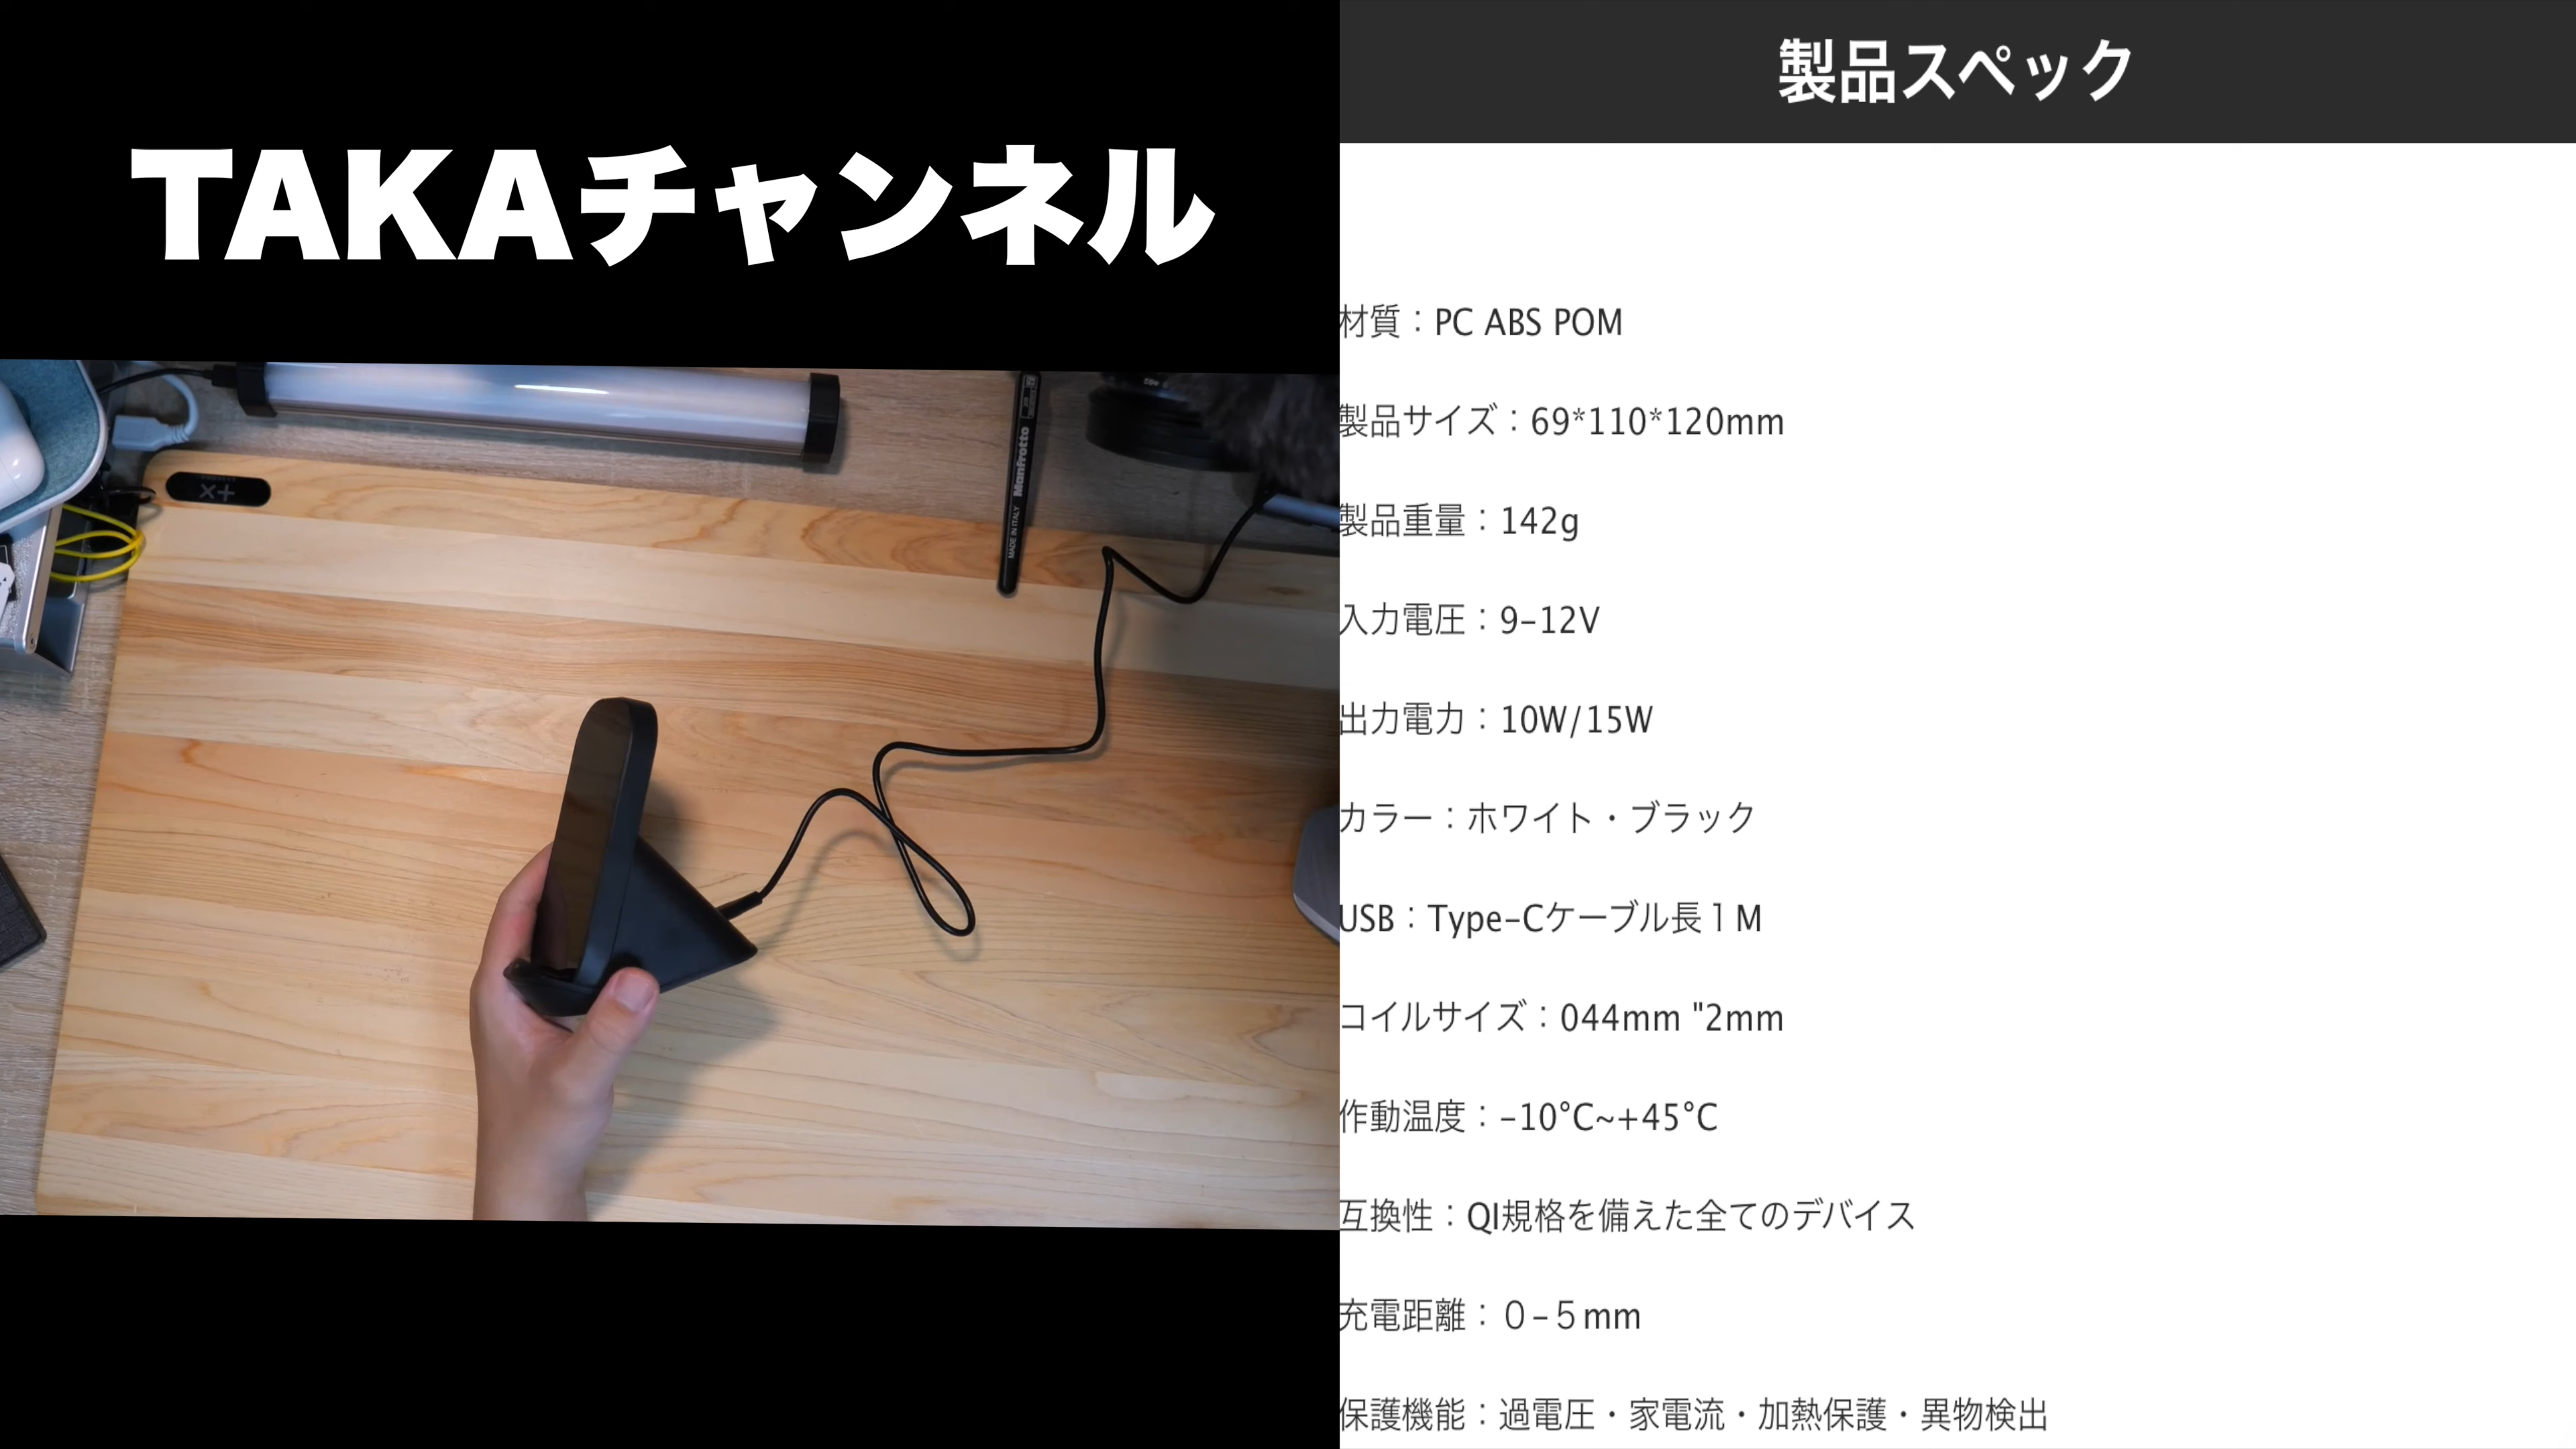 TAKAチャンネル
Manfrotto
MADE IN ITALY
製品スペック
材質：PC ABS POM
製品サイズ：69*110*120mm
製品重量：142g
入力電圧：9-12V
出力電力：10W/15W
カラー：ホワイト・ブラック
USB：Type-Cケーブル長１M
コイルサイズ：044mm "2mm
作動温度：-10°C~+45°C
互換性：QI規格を備えた全てのデバイス
充電距離：０-５mm
保護機能：過電圧・家電流・加熱保護・異物検出